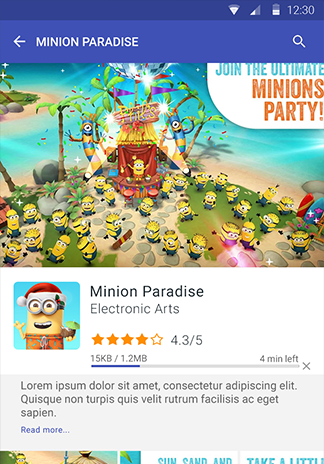 12:30
MINION PARADISE
JOIN THE ULTIMATE
MINIONS
PARTY!
Minion Paradise
Electronic Arts
4.3/5
15KB / 1.2MB
4 min left
Lorem ipsum dolor sit amet, consectetur adipiscing elit.
Quisque non turpis quis velit rutrum facilisis ac eget
sapien.
Read more...
SUN, SAND, AND
TAKE A LITTLE